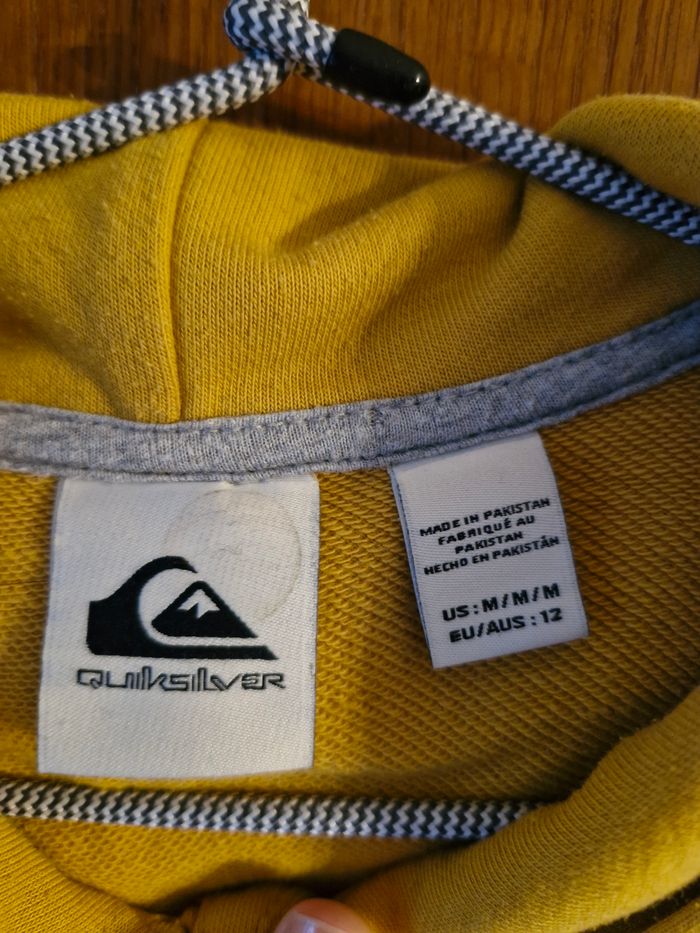 QUIKSILVER
MADE IN PAKISTAN
FABRIQUÉ AU
PAKISTAN
HECHO EN PAKISTÁN
US : M/M/M
EU/AUS : 12